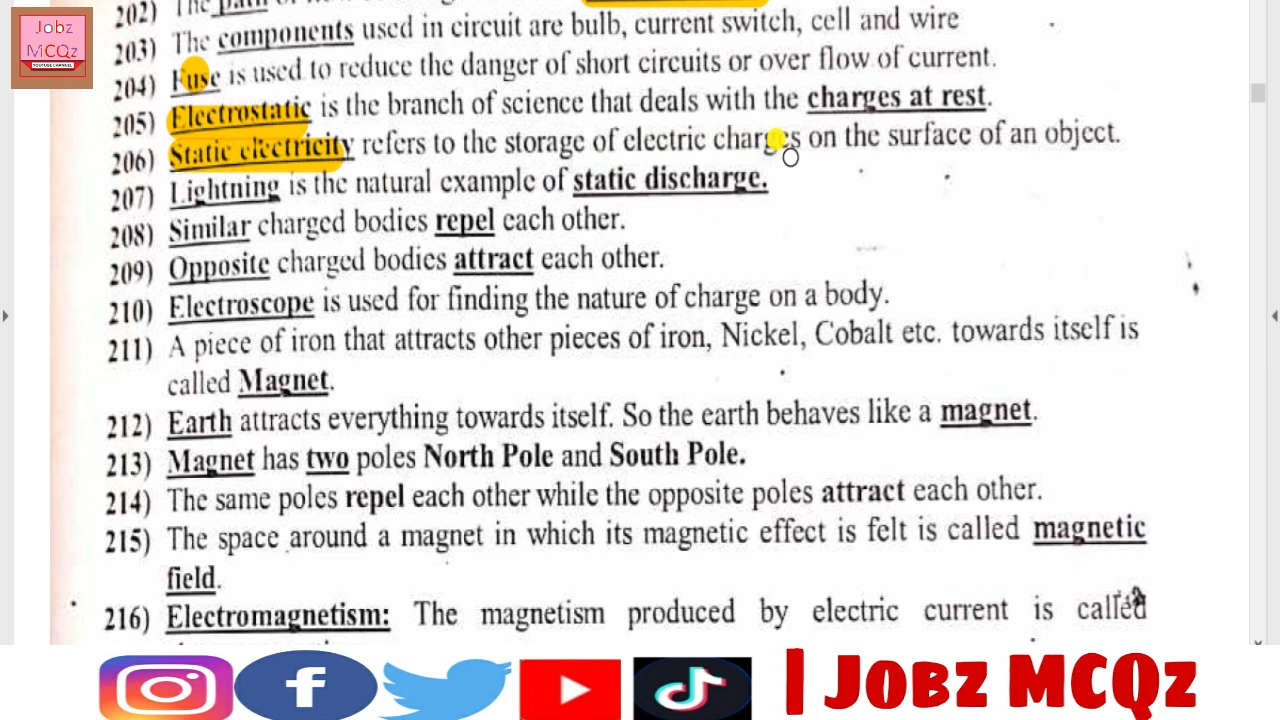 Jobz
MCQz
YOUTUBE CHANNEL
202) The path
203) The components used in circuit are bulb, current switch, cell and wire
204) Fuse is used to reduce the danger of short circuits or over flow of current.
205) Electrostatic is the branch of science that deals with the charges at rest.
206) Static electricity refers to the storage of electric charges on the surface of an object.
207) Lightning is the natural example of static discharge.
208) Similar charged bodies repel each other.
209) Opposite charged bodies attract each other.
210) Electroscope is used for finding the nature of charge on a body.
211) A piece of iron that attracts other pieces of iron, Nickel, Cobalt etc. towards itself is
called Magnet.
212) Earth attracts everything towards itself. So the earth behaves like a magnet.
213) Magnet has two poles North Pole and South Pole.
214) The same poles repel each other while the opposite poles attract each other.
215) The space around a magnet in which its magnetic effect is felt is called magnetic
field.
216) Electromagnetism: The magnetism produced by electric current is called
| Jobz MCQz